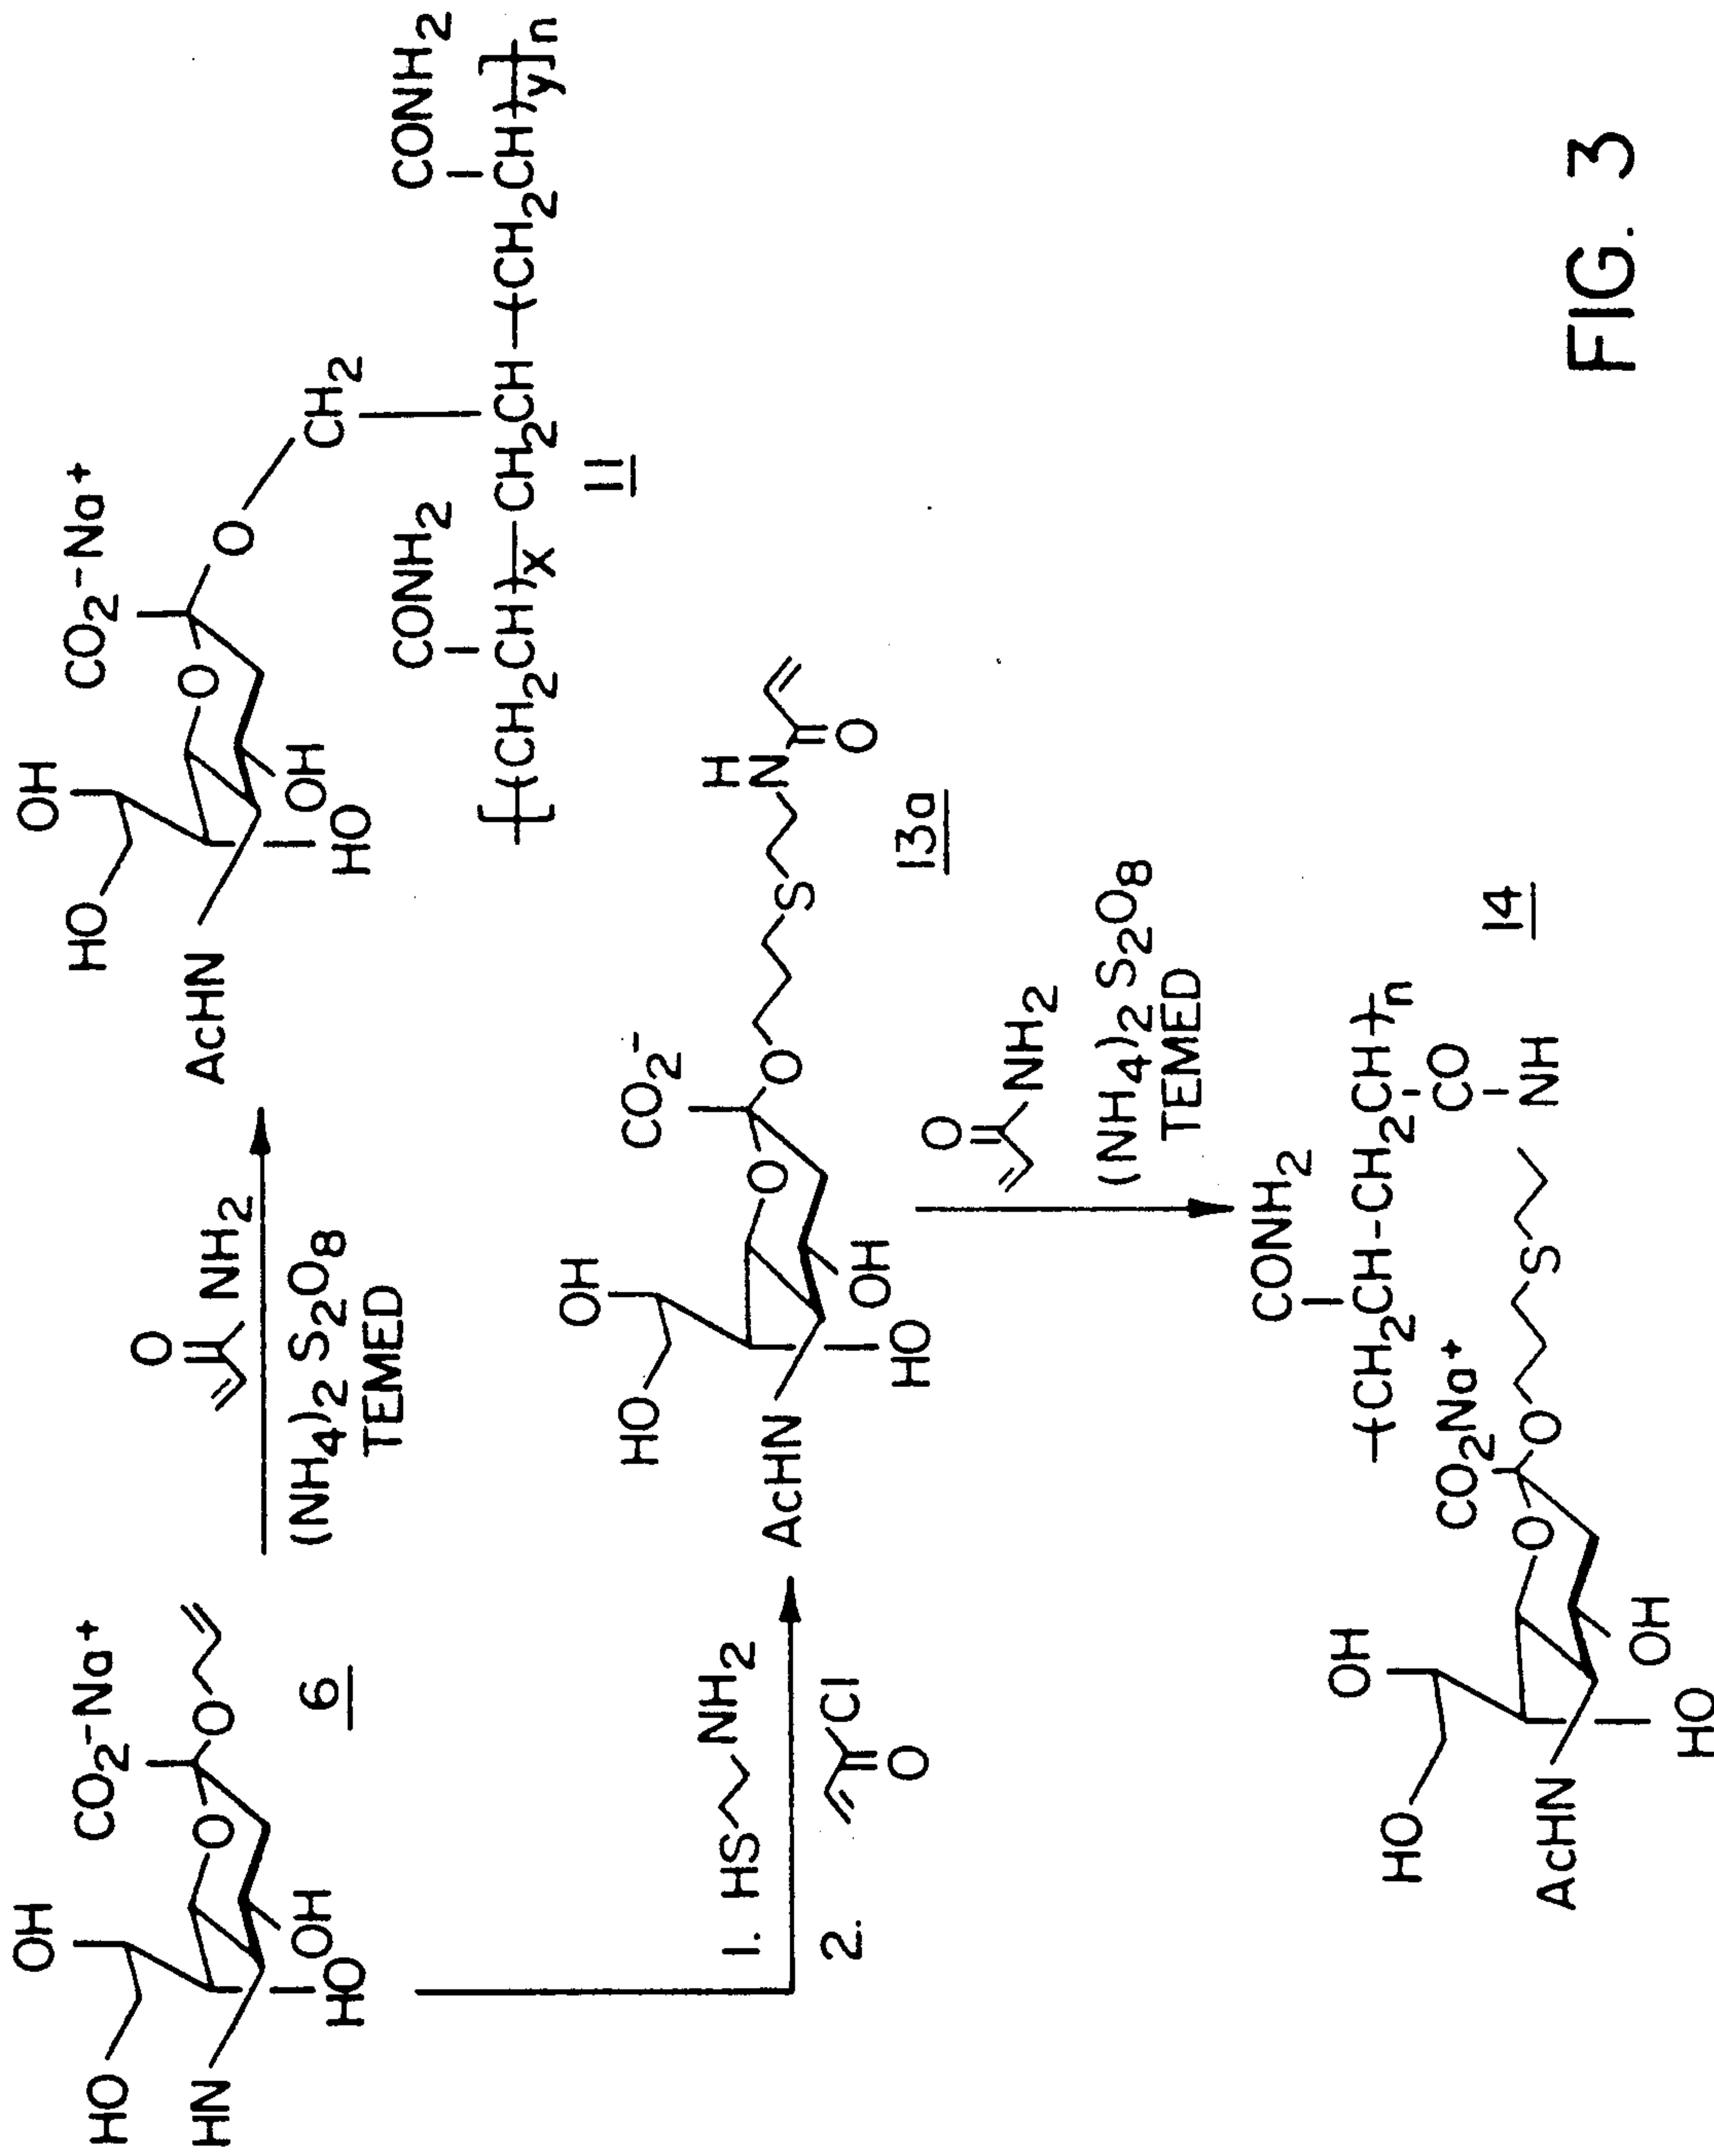 OH
HO
HN
HO
OH
O
CO2-Na+
O
6
O
NH2
(NH4)2 S2O8
TEMED
OH
HO
AcHN
HO
OH
O
CO2-Na+
O
CH2
CONH2
CONH2
[(CH2CH)x-CH2CH-(CH2CH)y]n
11
1. HS NH2
2. Cl
O
OH
HO
AcHN
HO
OH
O
CO2-
O
S
H
N
O
13a
O
NH2
(NH4)2 S2O8
TEMED
CONH2
-(CH2CH-CH2CH)n
CO
NH
14
OH
HO
AcHN
HO
OH
O
CO2Na+
O
S
FIG. 3